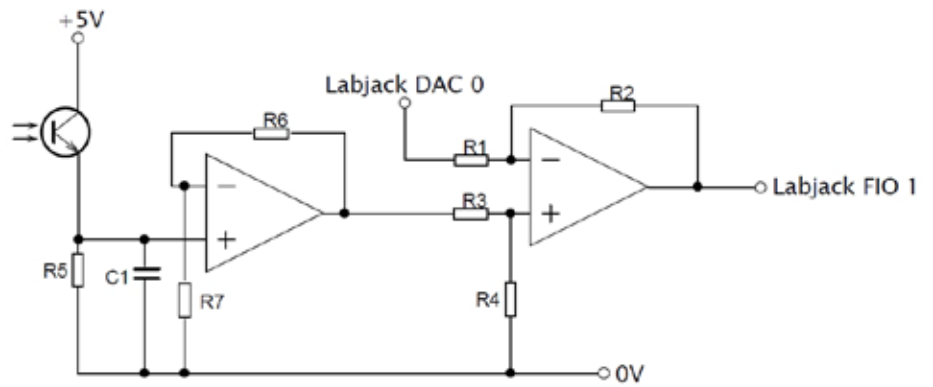 +5V
Labjack DAC 0
R6
R2
R1
−
−
Labjack FIO 1
R3
+
+
R5
C1
R7
R4
0V